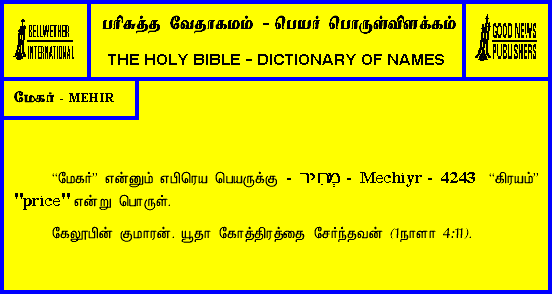 BELLWETHER
INTERNATIONAL
பரிசுத்த வேதாகமம் - பெயர் பொருள்விளக்கம்
THE HOLY BIBLE - DICTIONARY OF NAMES
GOOD NEWS
PUBLISHERS
மேகர் - MEHIR
“மேகர்” என்னும் எபிரெய பெயருக்கு - מְחִיר - Mechiyr - 4243 “கிரயம்”
"price" என்று பொருள்.
கேலூபின் குமாரன். யூதா கோத்திரத்தை சேர்ந்தவன் (1நாளா 4:11).